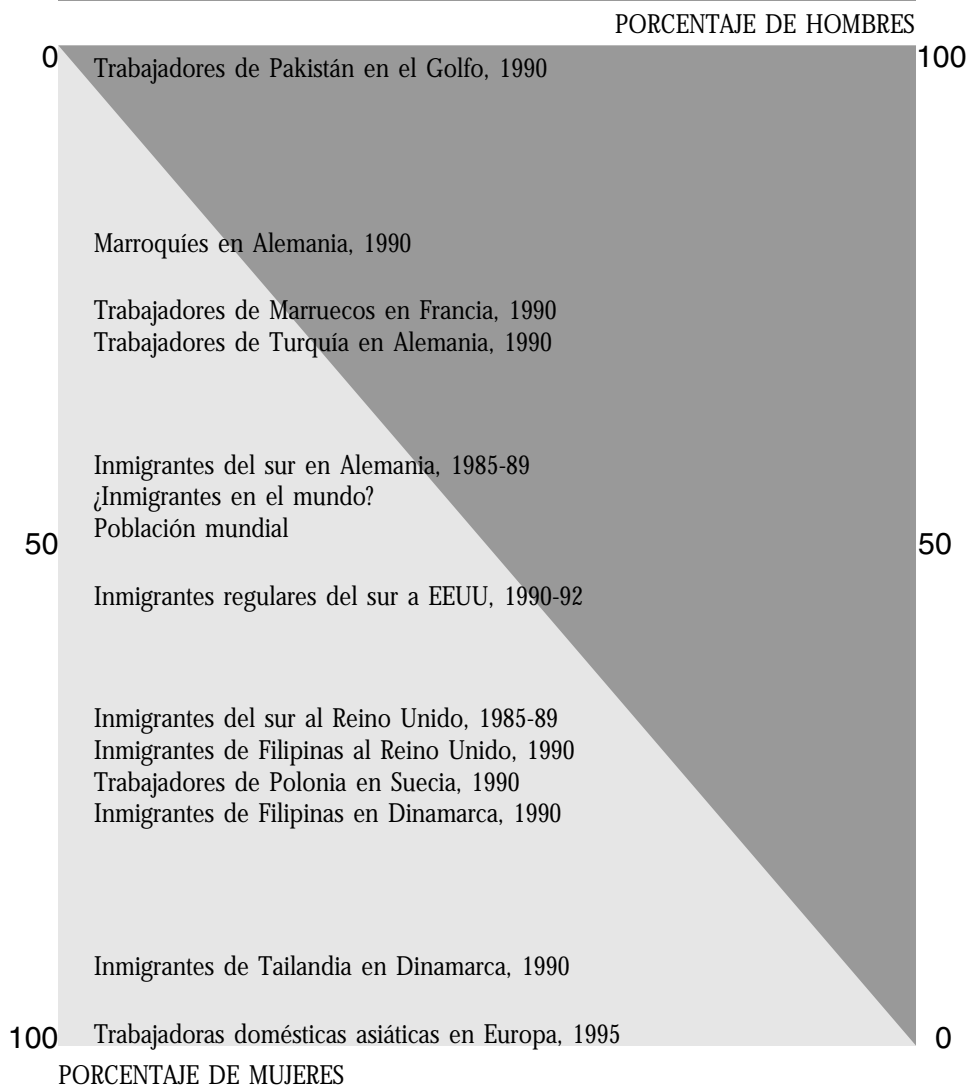 PORCENTAJE DE HOMBRES
0 100
Trabajadores de Pakistán en el Golfo, 1990
Marroquíes en Alemania, 1990
Trabajadores de Marruecos en Francia, 1990
Trabajadores de Turquía en Alemania, 1990
Inmigrantes del sur en Alemania, 1985-89
¿Inmigrantes en el mundo?
Población mundial
50 50
Inmigrantes regulares del sur a EEUU, 1990-92
Inmigrantes del sur al Reino Unido, 1985-89
Inmigrantes de Filipinas al Reino Unido, 1990
Trabajadores de Polonia en Suecia, 1990
Inmigrantes de Filipinas en Dinamarca, 1990
Inmigrantes de Tailandia en Dinamarca, 1990
100 Trabajadoras domésticas asiáticas en Europa, 1995 0
PORCENTAJE DE MUJERES